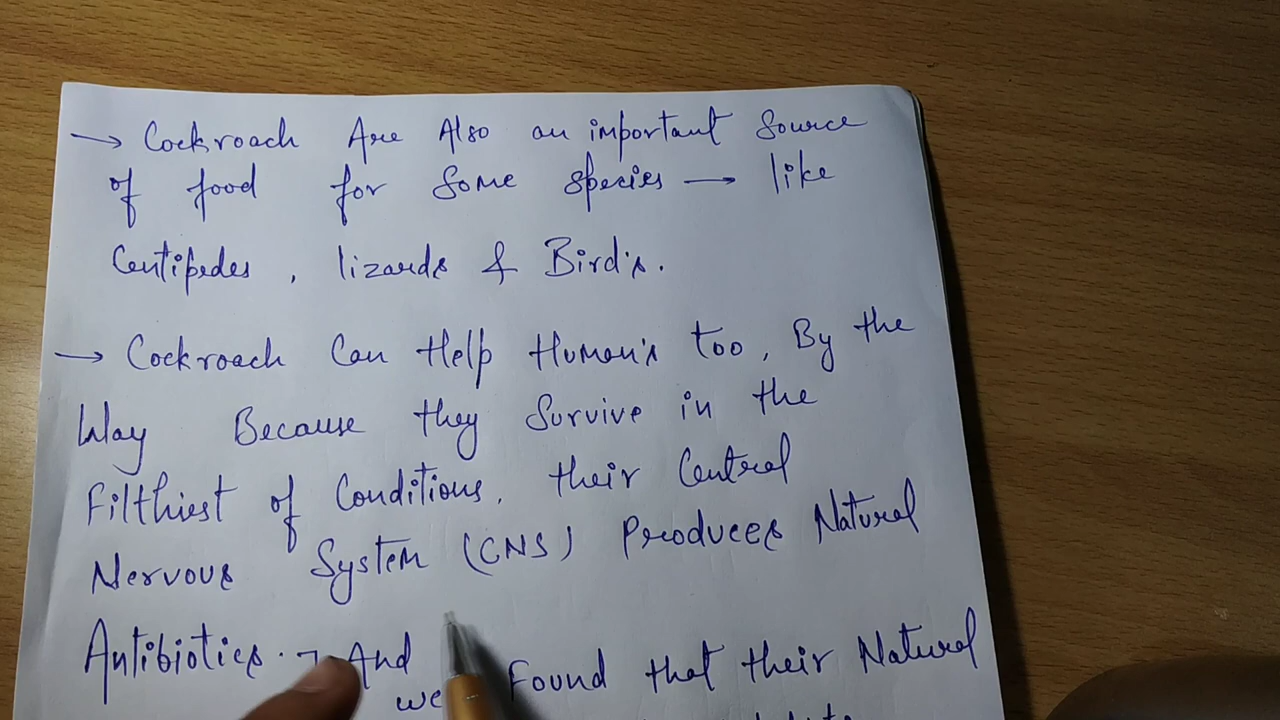 → Cockroach Are Also an important Source
of food for Some species → like
Centipedes, lizards & Bird's.
→ Cockroach Can Help Human's too, By the
Way Because they Survive in the
Filthiest of Conditions, their Central
Nervous System (CNS) Produces Natural
Antibiotics. → And we found that their Natural